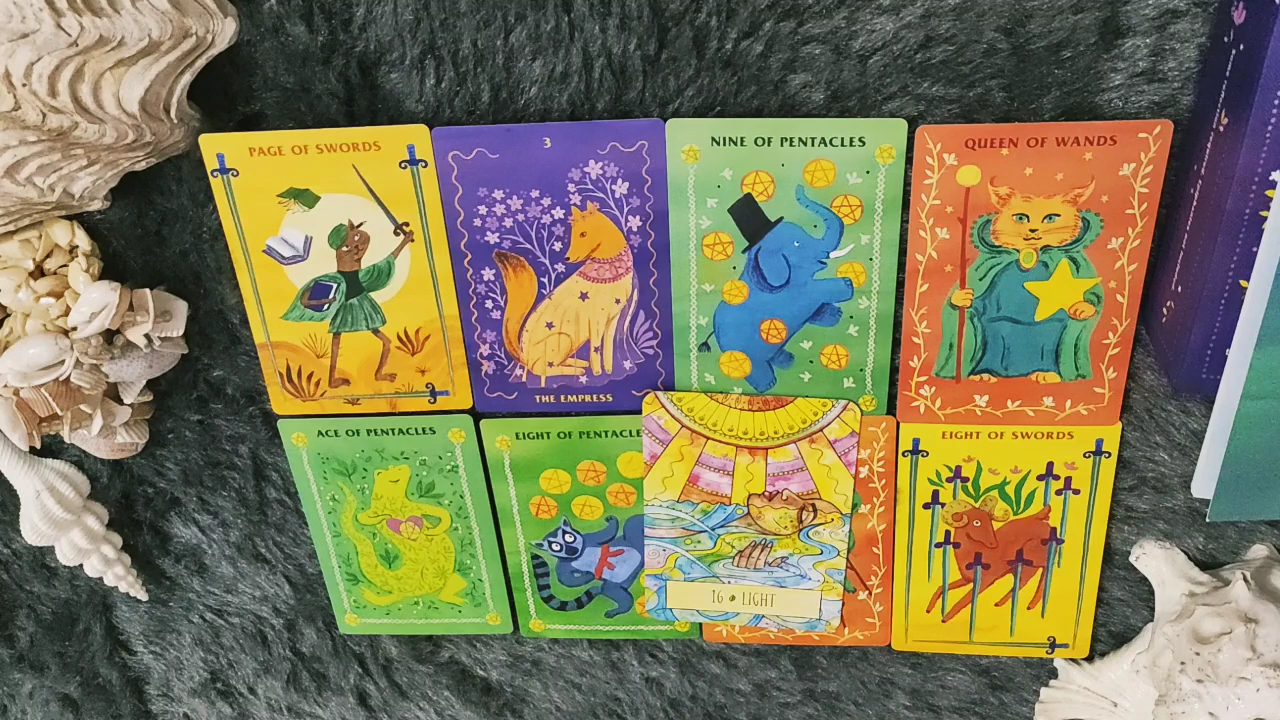 PAGE OF SWORDS
3
THE EMPRESS
NINE OF PENTACLES
QUEEN OF WANDS
ACE OF PENTACLES
EIGHT OF PENTACLE
16 LIGHT
EIGHT OF SWORDS